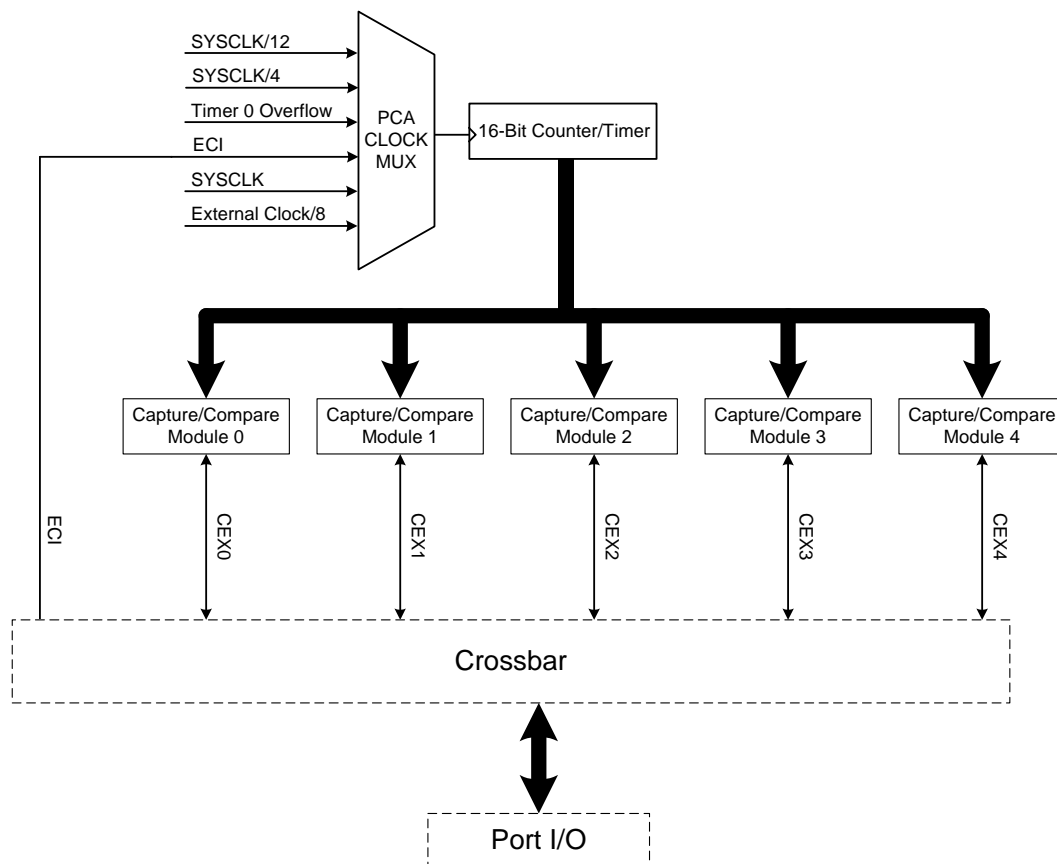 SYSCLK/12
SYSCLK/4
Timer 0 Overflow
ECI
SYSCLK
External Clock/8
PCA
CLOCK
MUX
16-Bit Counter/Timer
Capture/Compare
Module 0
Capture/Compare
Module 1
Capture/Compare
Module 2
Capture/Compare
Module 3
Capture/Compare
Module 4
ECI
CEX0
CEX1
CEX2
CEX3
CEX4
Crossbar
Port I/O